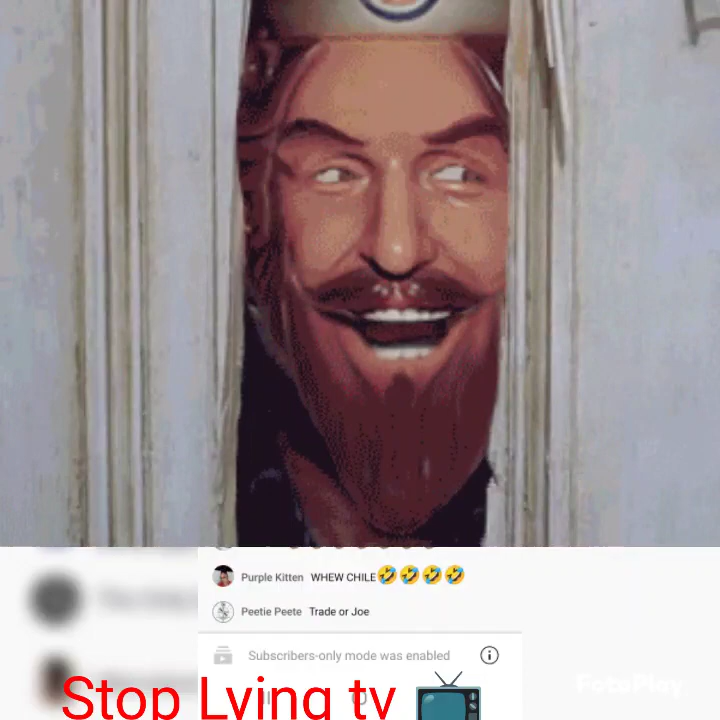 Purple Kitten WHEW CHILE🤣🤣🤣🤣
Peetie Peete Trade or Joe
Subscribers-only mode was enabled
FotoPlay
Stop Lying tv